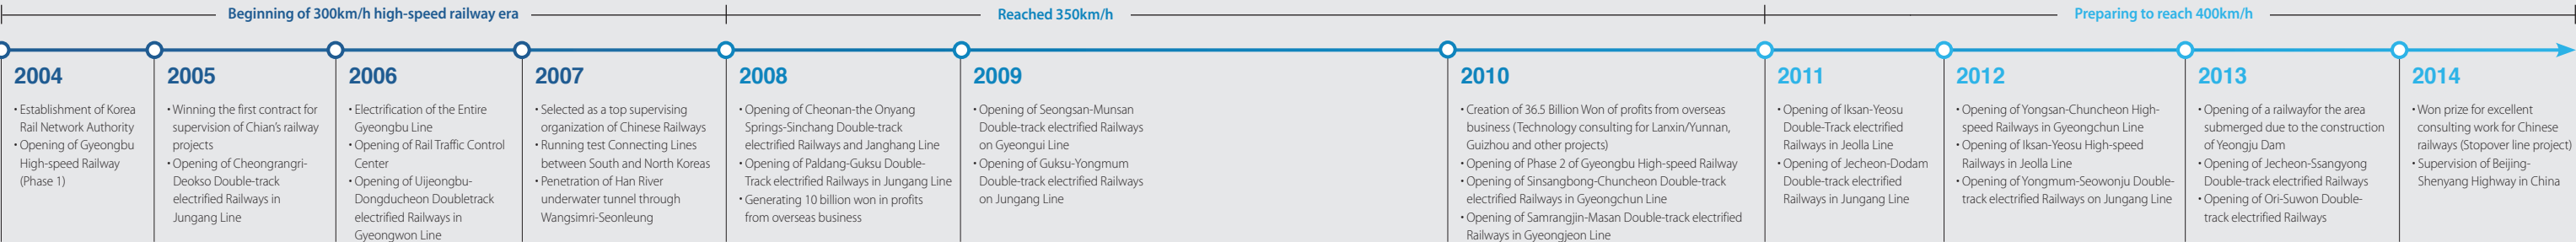 Beginning of 300km/h high-speed railway era
Reached 350km/h
Preparing to reach 400km/h
2004
• Establishment of Korea
Rail Network Authority
• Opening of Gyeongbu
High-speed Railway
(Phase 1)
2005
• Winning the first contract for
supervision of Chian's railway
projects
• Opening of Cheongrangri-
Deokso Double-track
electrified Railways in
Jungang Line
2006
• Electrification of the Entire
Gyeongbu Line
• Opening of Rail Traffic Control
Center
• Opening of Uijeongbu-
Dongducheon Doubletrack
electrified Railways in
Gyeongwon Line
2007
• Selected as a top supervising
organization of Chinese Railways
• Running test Connecting Lines
between South and North Koreas
• Penetration of Han River
underwater tunnel through
Wangsimri-Seonleung
2008
• Opening of Cheonan-the Onyang
Springs-Sinchang Double-track
electrified Railways and Janghang Line
• Opening of Paldang-Guksu Double-
Track electrified Railways in Jungang Line
• Generating 10 billion won in profits
from overseas business
2009
• Opening of Seongsan-Munsan
Double-track electrified Railways
on Gyeongui Line
• Opening of Guksu-Yongmum
Double-track electrified Railways
on Jungang Line
2010
• Creation of 36.5 Billion Won of profits from overseas
business (Technology consulting for Lanxin/Yunnan,
Guizhou and other projects)
• Opening of Phase 2 of Gyeongbu High-speed Railway
• Opening of Sinsangbong-Chuncheon Double-track
electrified Railways in Gyeongchun Line
• Opening of Samrangjin-Masan Double-track electrified
Railways in Gyeongjeon Line
2011
• Opening of Iksan-Yeosu
Double-Track electrified
Railways in Jeolla Line
• Opening of Jecheon-Dodam
Double-track electrified
Railways in Jungang Line
2012
• Opening of Yongsan-Chuncheon High-
speed Railways in Gyeongchun Line
• Opening of Iksan-Yeosu High-speed
Railways in Jeolla Line
• Opening of Yongmum-Seowonju Double-
track electrified Railways on Jungang Line
2013
• Opening of a railwayfor the area
submerged due to the construction
of Yeongju Dam
• Opening of Jecheon-Ssangyong
Double-track electrified Railways
• Opening of Ori-Suwon Double-
track electrified Railways
2014
• Won prize for excellent
consulting work for Chinese
railways (Stopover line project)
• Supervision of Beijing-
Shenyang Highway in China